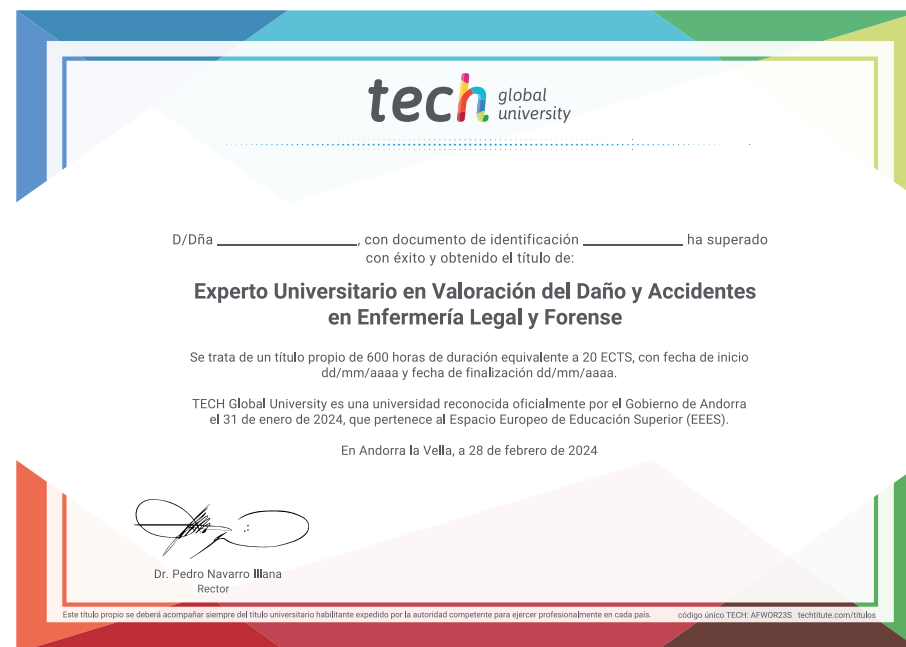 tech global university
D/Dña ____________, con documento de identificación ____________ ha superado
con éxito y obtenido el título de:
Experto Universitario en Valoración del Daño y Accidentes
en Enfermería Legal y Forense
Se trata de un título propio de 600 horas de duración equivalente a 20 ECTS, con fecha de inicio
dd/mm/aaaa y fecha de finalización dd/mm/aaaa.
TECH Global University es una universidad reconocida oficialmente por el Gobierno de Andorra
el 31 de enero de 2024, que pertenece al Espacio Europeo de Educación Superior (EEES).
En Andorra la Vella, a 28 de febrero de 2024
Dr. Pedro Navarro Illana
Rector
Este título propio se deberá acompañar siempre del título universitario habilitante expedido por la autoridad competente para ejercer profesionalmente en cada país. código único TECH: AFWOR23S techtitute.com/titulos